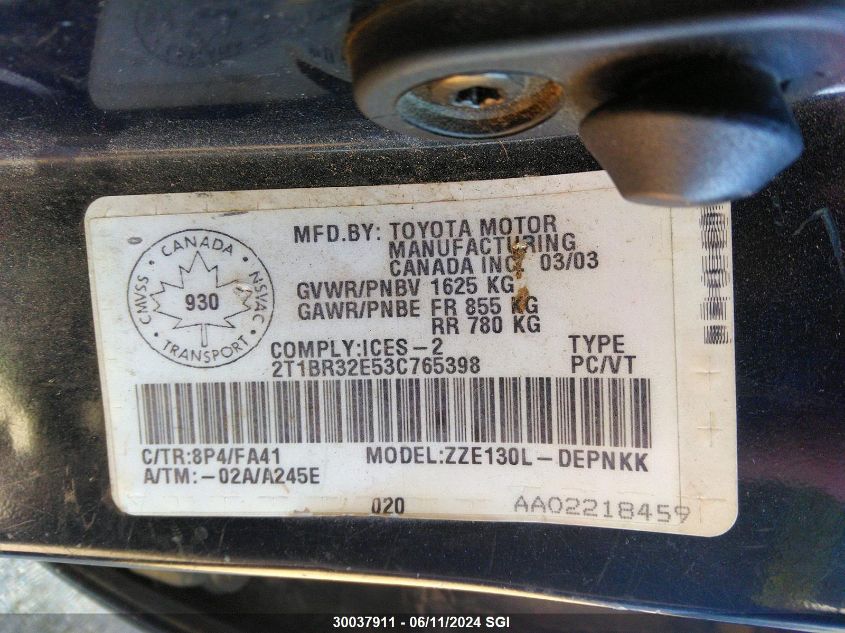 MFD.BY: TOYOTA MOTOR
MANUFACTURING
CANADA INC. 03/03
GVWR/PNBV 1625 KG
GAWR/PNBE FR 855 KG
RR 780 KG
CANADA
CMVSS
NSVAC
930
TRANSPORT
COMPLY:ICES-2
TYPE
2T1BR32E53C765398
PC/VT
C/TR:8P4/FA41
MODEL:ZZE130L-DEPNKK
A/TM:-02A/A245E
020
AA02218459
30037911 - 06/11/2024 SGI